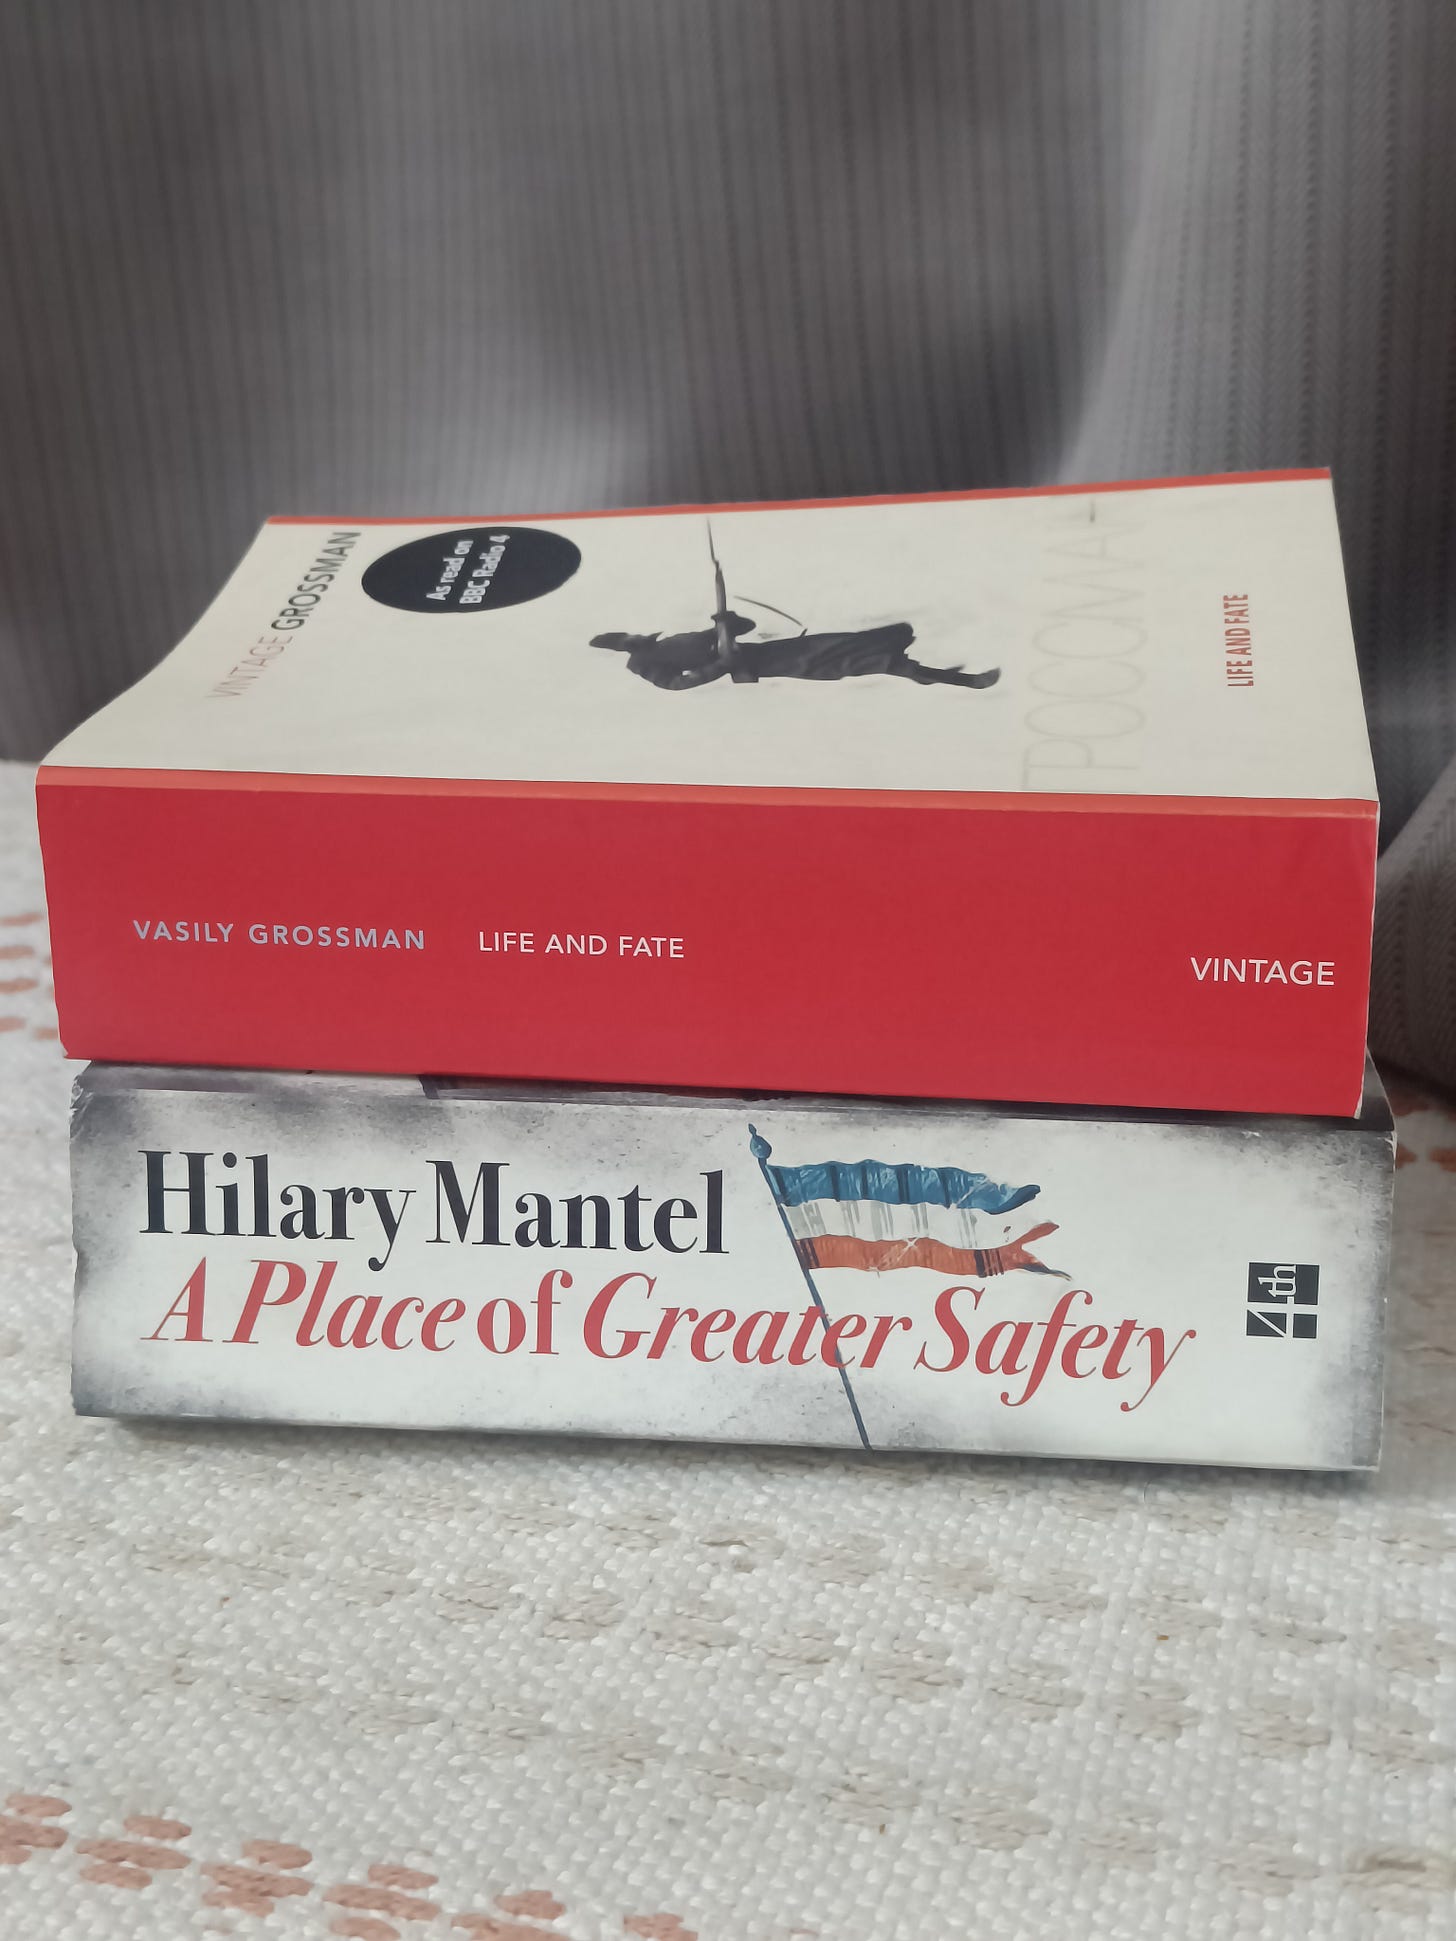 VINTAGE GROSSMAN
As read on
BBC Radio 4
ГРОССМАН
LIFE AND FATE
VASILY GROSSMAN LIFE AND FATE VINTAGE
Hilary Mantel
A Place of Greater Safety
4th